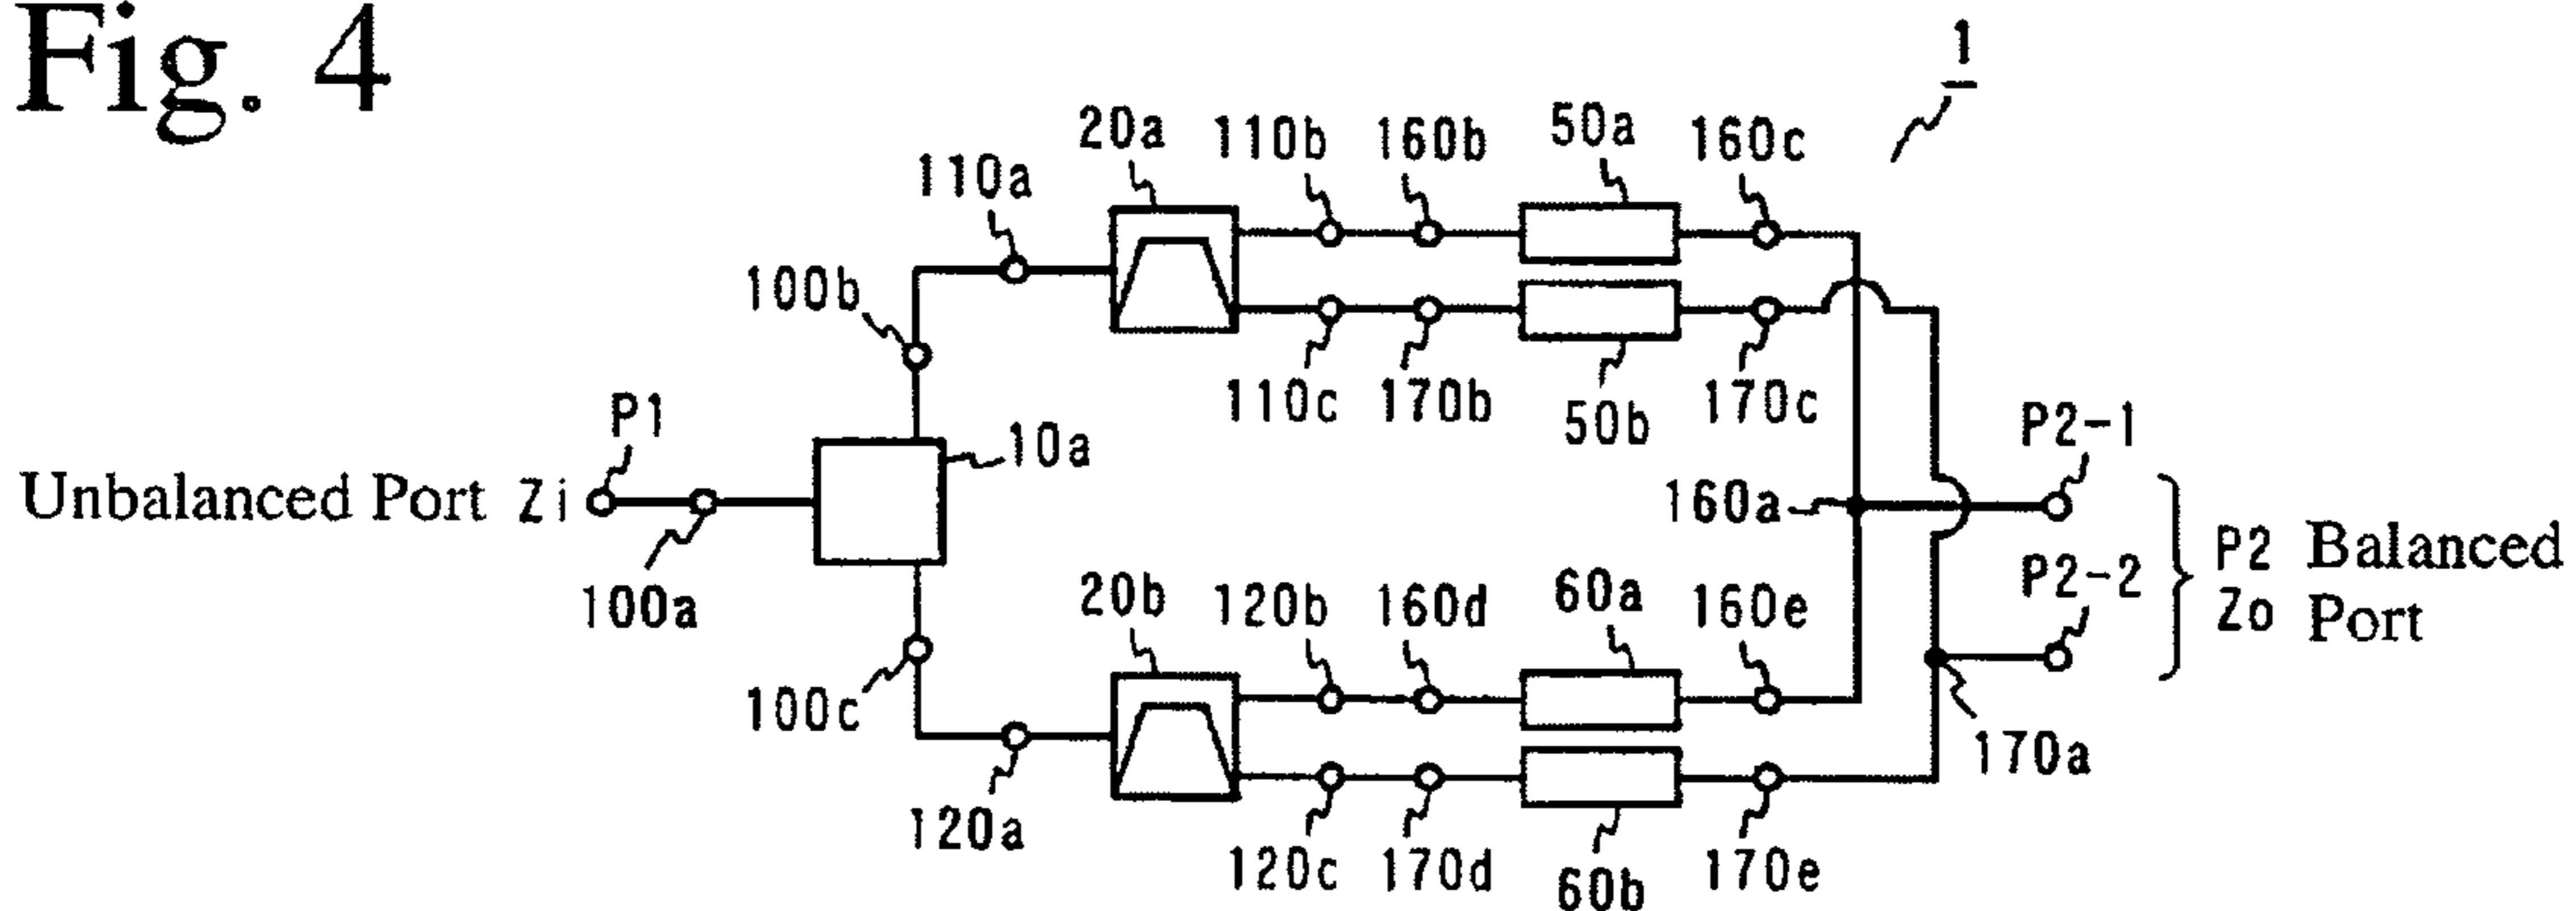 Fig. 4
1
20a
110b
160b
50a
160c
110a
100b
110c
170b
50b
170c
P1
10a
P2-1
Unbalanced Port Zi
160a
100a
P2 Balanced
Zo Port
P2-2
20b
120b
160d
60a
160e
100c
170a
120a
120c
170d
60b
170e